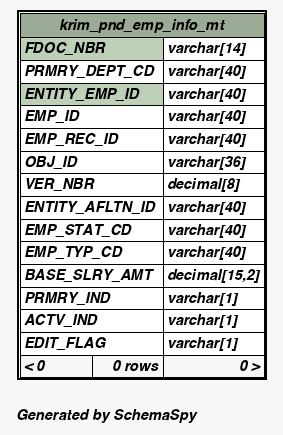 krim_pnd_emp_info_mt
FDOC_NBR varchar[14]
PRMRY_DEPT_CD varchar[40]
ENTITY_EMP_ID varchar[40]
EMP_ID varchar[40]
EMP_REC_ID varchar[40]
OBJ_ID varchar[36]
VER_NBR decimal[8]
ENTITY_AFLTN_ID varchar[40]
EMP_STAT_CD varchar[40]
EMP_TYP_CD varchar[40]
BASE_SLRY_AMT decimal[15,2]
PRMRY_IND varchar[1]
ACTV_IND varchar[1]
EDIT_FLAG varchar[1]
< 0 0 rows 0 >
Generated by SchemaSpy